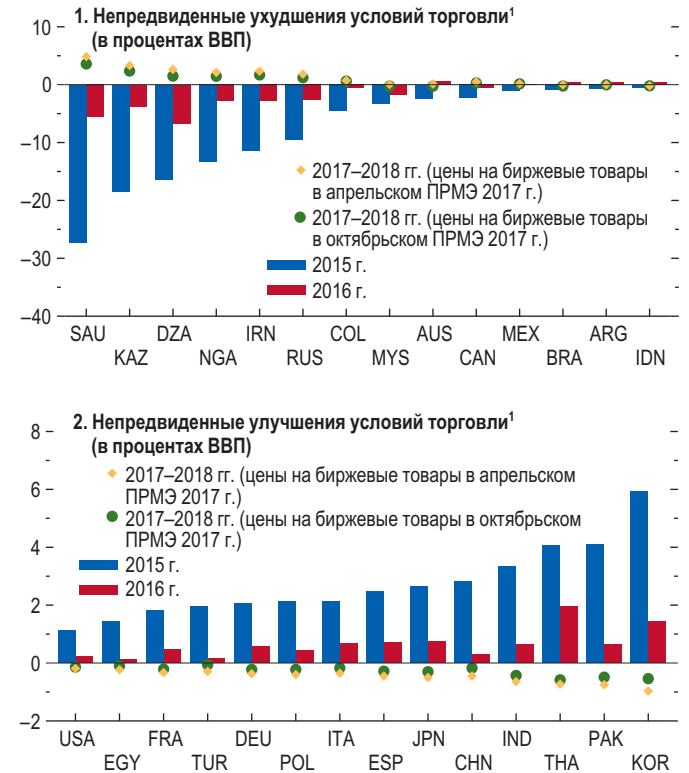 1. Непредвиденные ухудшения условий торговли¹
(в процентах ВВП)
10
0
–10
–20
–30
–40
2017–2018 гг. (цены на биржевые товары
в апрельском ПРМЭ 2017 г.)
2017–2018 гг. (цены на биржевые товары
в октябрьском ПРМЭ 2017 г.)
2015 г.
2016 г.
SAU DZA IRN COL AUS MEX ARG
KAZ NGA RUS MYS CAN BRA IDN
2. Непредвиденные улучшения условий торговли¹
(в процентах ВВП)
8
6
4
2
0
–2
2017–2018 гг. (цены на биржевые товары в апрельском
ПРМЭ 2017 г.)
2017–2018 гг. (цены на биржевые товары в октябрьском
ПРМЭ 2017 г.)
2015 г.
2016 г.
USA FRA DEU ITA JPN IND PAK
EGY TUR POL ESP CHN THA KOR